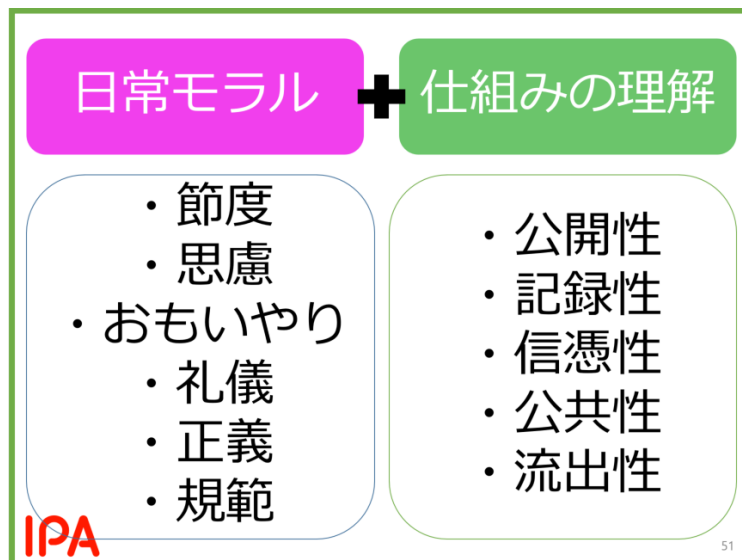 日常モラル
✚
仕組みの理解
・節度
・思慮
・おもいやり
・礼儀
・正義
・規範
・公開性
・記録性
・信憑性
・公共性
・流出性
IPA
51